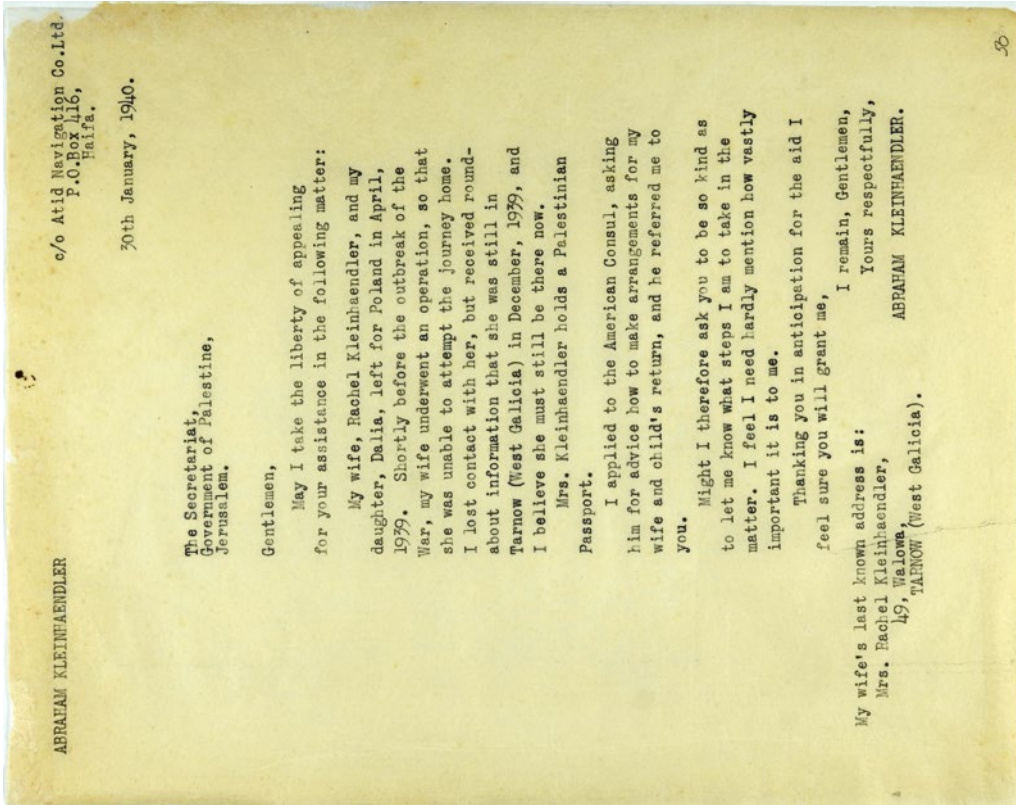 ABRAHAM KLEINHAENDLER
c/o Atid Navigation Co.Ltd.
P.O.Box 416,
Haifa.
30th January, 1940.
The Secretariat,
Government of Palestine,
Jerusalem.
Gentlemen,
May I take the liberty of appealing
for your assistance in the following matter:
My wife, Rachel Kleinhaendler, and my
daughter, Dalia, left for Poland in April,
1939. Shortly before the outbreak of the
War, my wife underwent an operation, so that
she was unable to attempt the journey home.
I lost contact with her, but received round-
about information that she was still in
Tarnow (West Galicia) in December, 1939, and
I believe she must still be there now.
Mrs. Kleinhaendler holds a Palestinian
Passport.
I applied to the American Consul, asking
him for advice how to make arrangements for my
wife and child's return, and he referred me to
you.
Might I therefore ask you to be so kind as
to let me know what steps I am to take in the
matter. I feel I need hardly mention how vastly
important it is to me.
Thanking you in anticipation for the aid I
feel sure you will grant me,
I remain, Gentlemen,
Yours respectfully,
ABRAHAM KLEINHAENDLER.
My wife's last known address is:
Mrs. Rachel Kleinhaendler,
49, Walowa,
TARNOW (West Galicia).